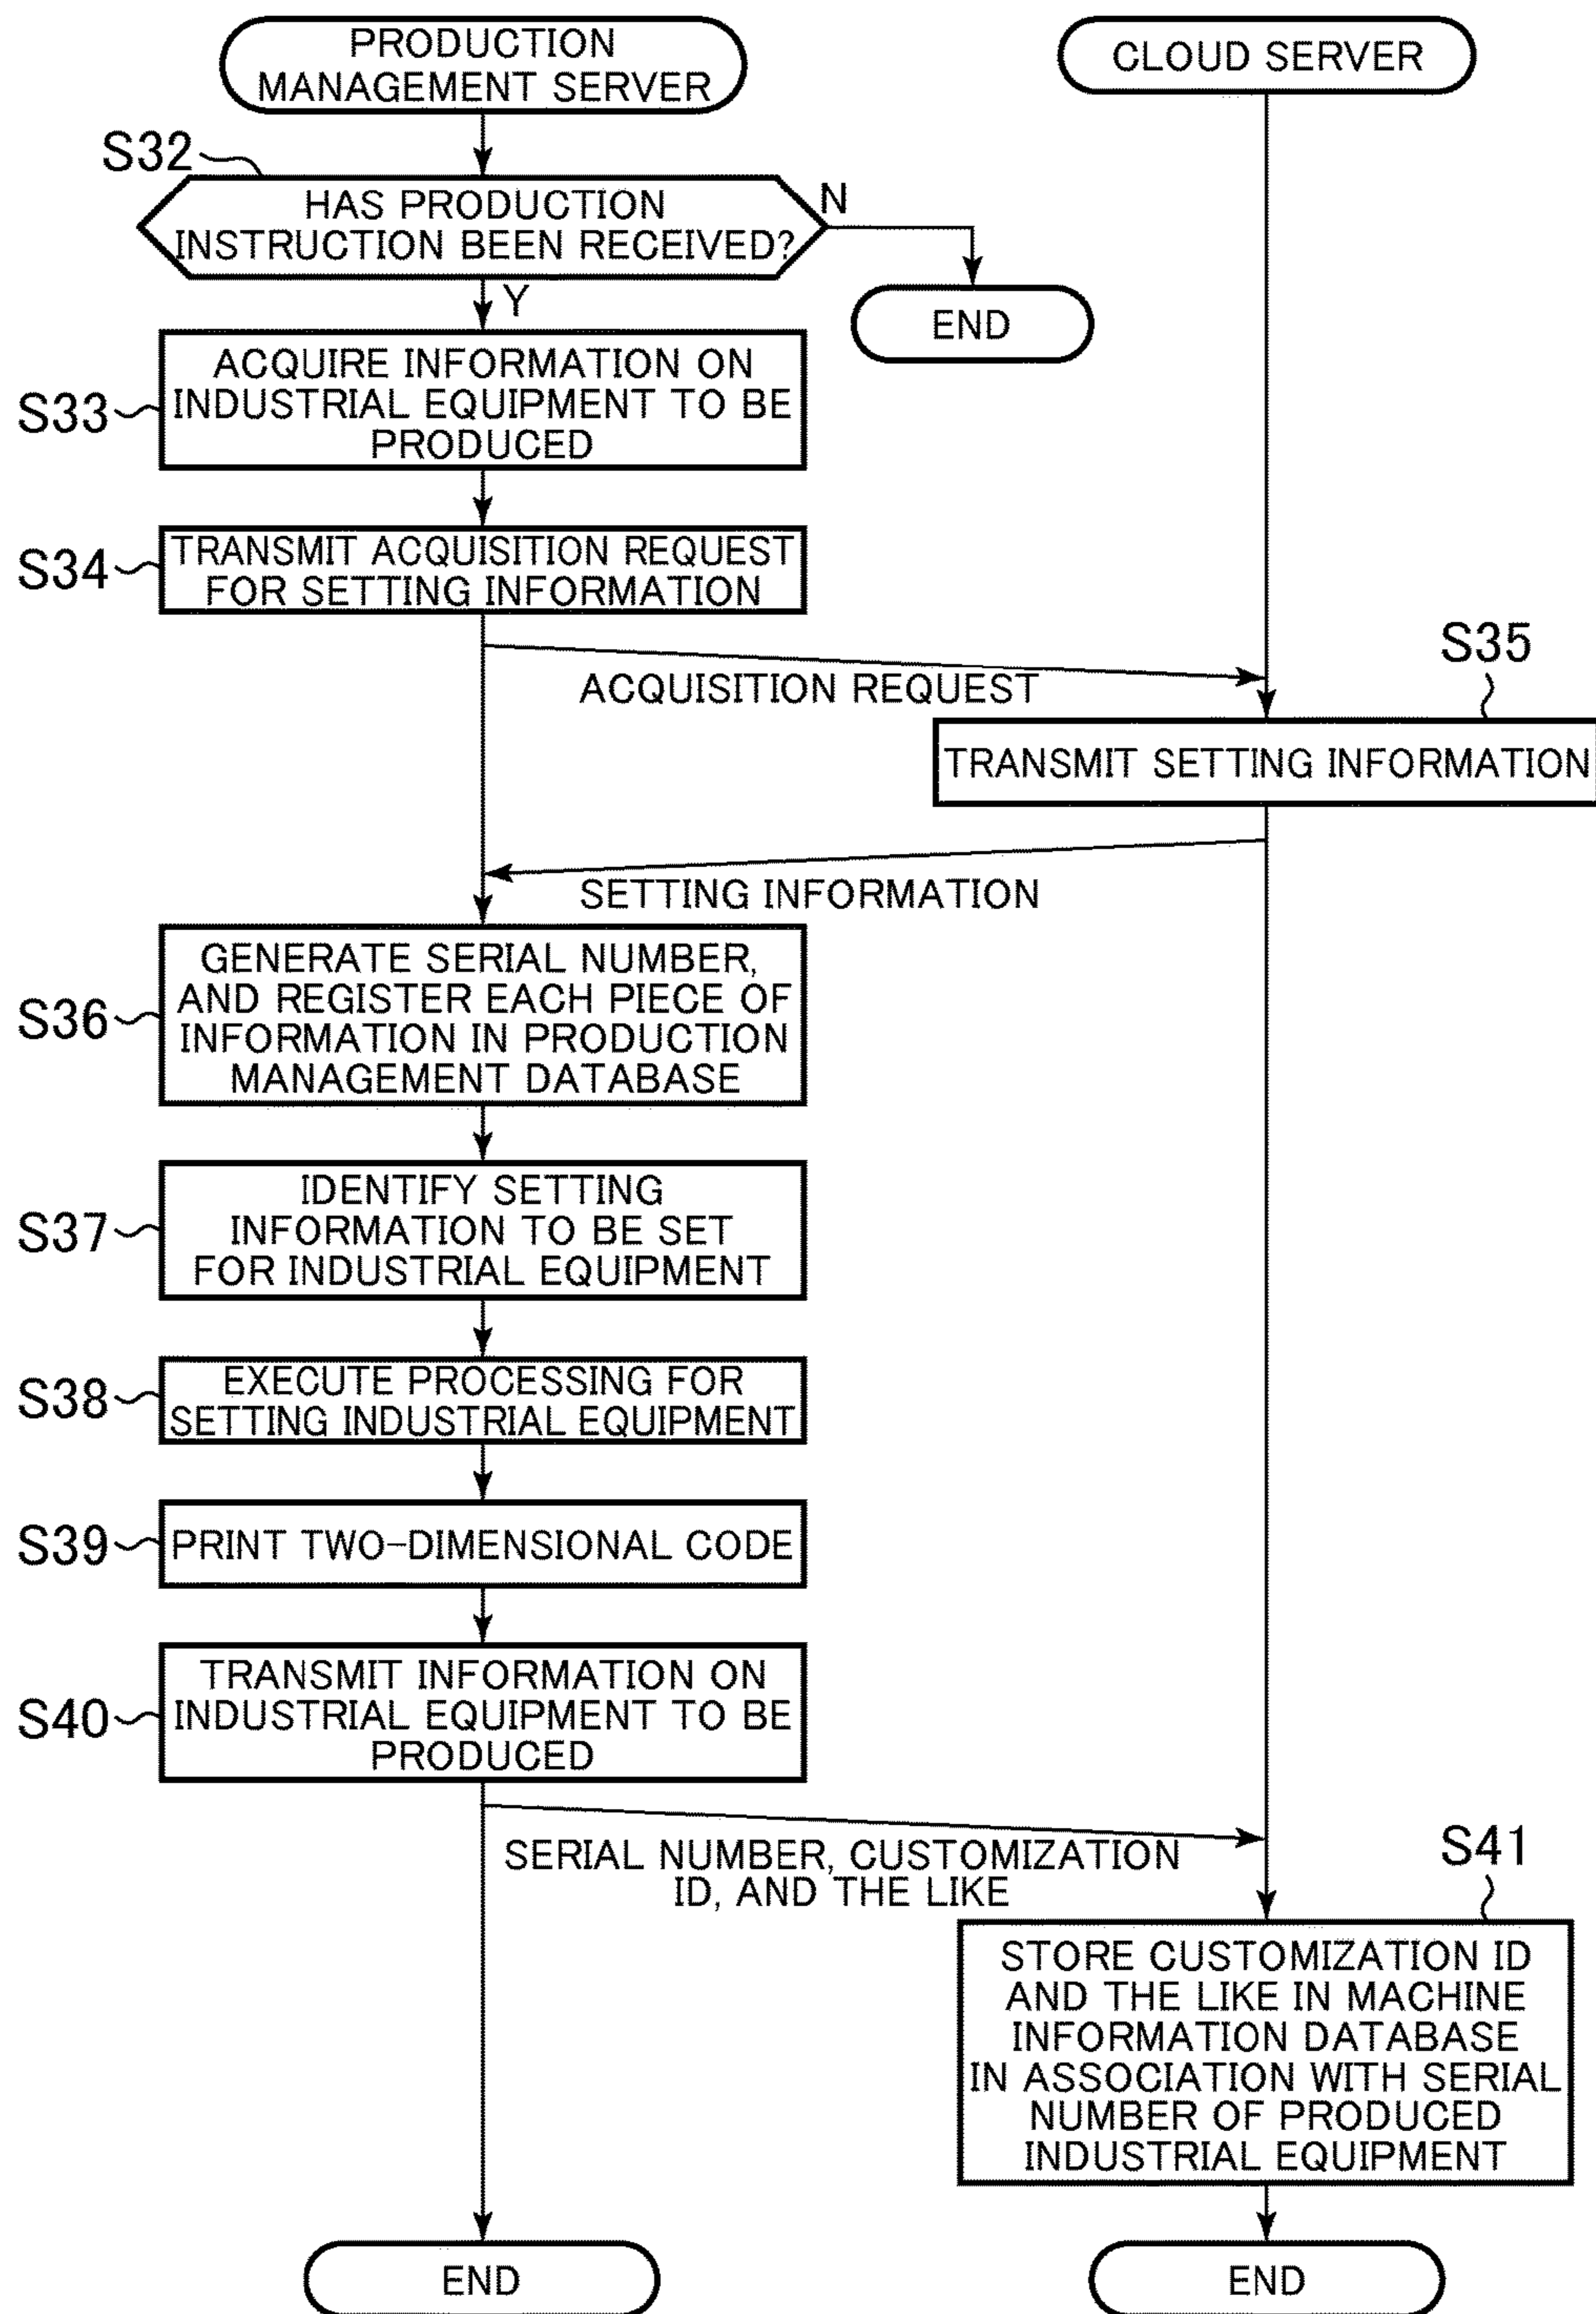 PRODUCTION
MANAGEMENT SERVER
CLOUD SERVER
S32
HAS PRODUCTION
INSTRUCTION BEEN RECEIVED?
N
Y
END
S33
ACQUIRE INFORMATION ON
INDUSTRIAL EQUIPMENT TO BE
PRODUCED
S34
TRANSMIT ACQUISITION REQUEST
FOR SETTING INFORMATION
ACQUISITION REQUEST
S35
TRANSMIT SETTING INFORMATION
SETTING INFORMATION
S36
GENERATE SERIAL NUMBER,
AND REGISTER EACH PIECE OF
INFORMATION IN PRODUCTION
MANAGEMENT DATABASE
S37
IDENTIFY SETTING
INFORMATION TO BE SET
FOR INDUSTRIAL EQUIPMENT
S38
EXECUTE PROCESSING FOR
SETTING INDUSTRIAL EQUIPMENT
S39
PRINT TWO-DIMENSIONAL CODE
S40
TRANSMIT INFORMATION ON
INDUSTRIAL EQUIPMENT TO BE
PRODUCED
SERIAL NUMBER, CUSTOMIZATION
ID, AND THE LIKE
S41
STORE CUSTOMIZATION ID
AND THE LIKE IN MACHINE
INFORMATION DATABASE
IN ASSOCIATION WITH SERIAL
NUMBER OF PRODUCED
INDUSTRIAL EQUIPMENT
END
END